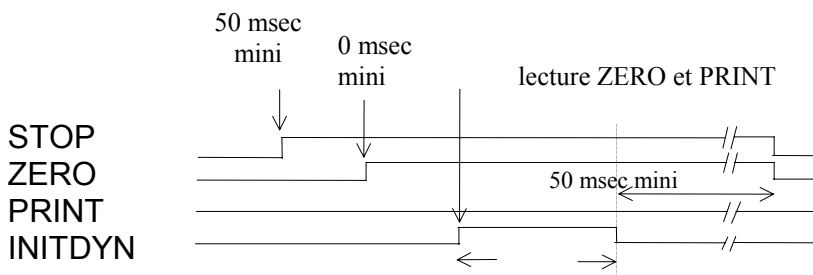 50 msec
mini
0 msec
mini
lecture ZERO et PRINT
STOP
ZERO
50 msec mini
PRINT
INITDYN